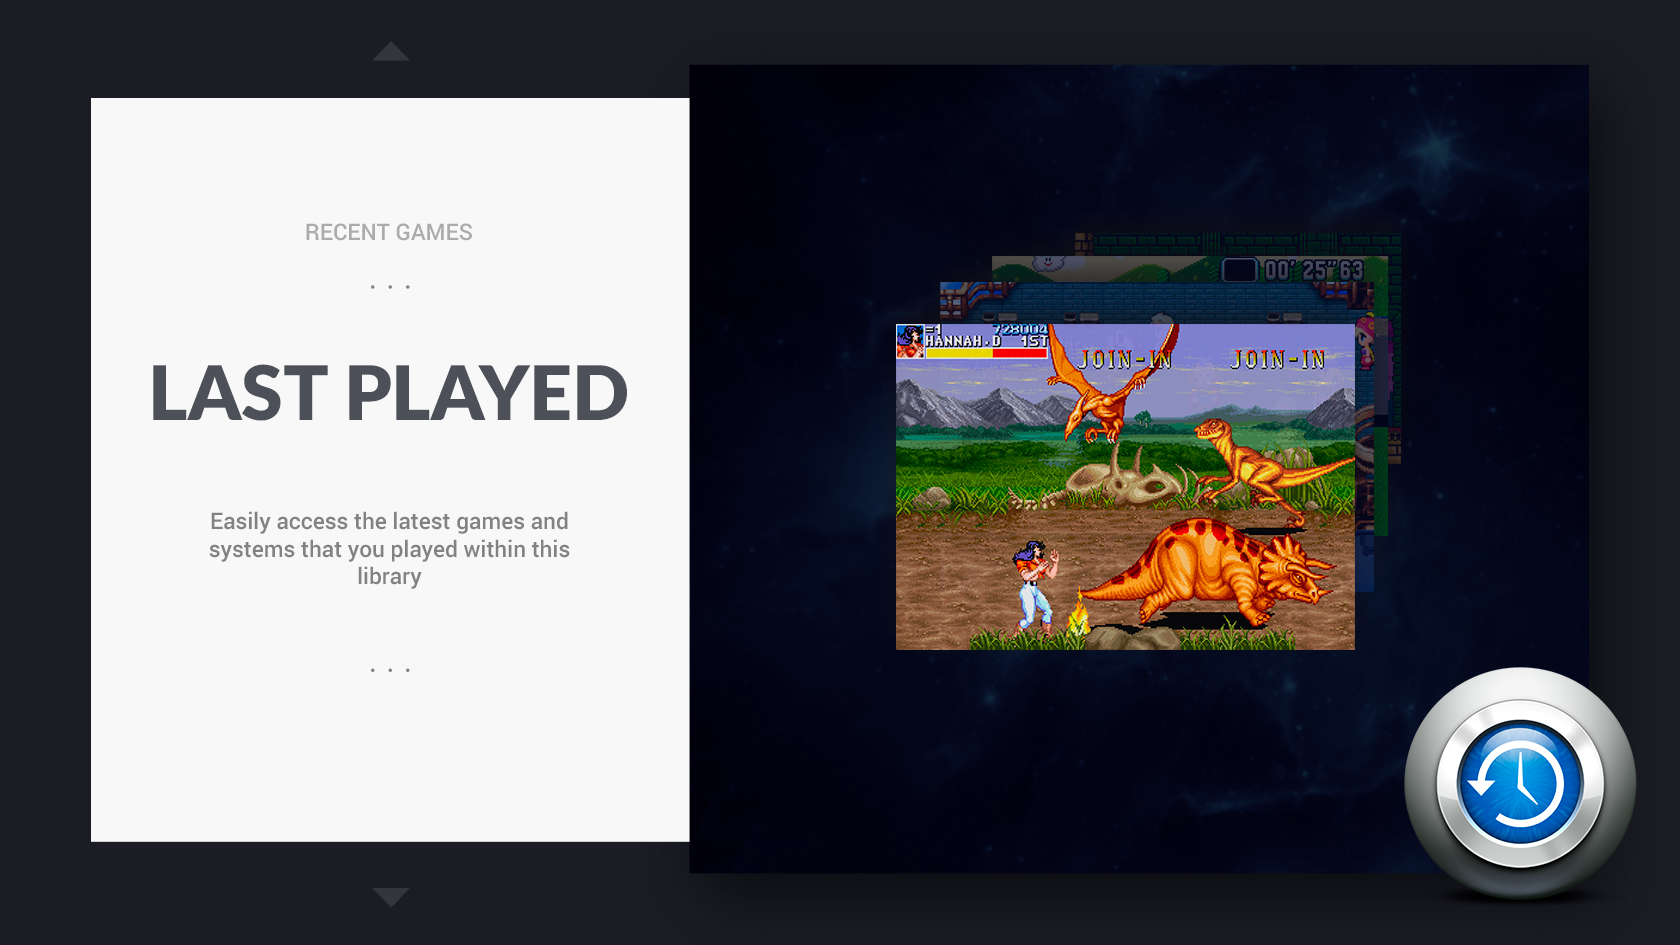 RECENT GAMES
. . .
LAST PLAYED
Easily access the latest games and
systems that you played within this
library
. . .
00' 25"63
=1 728004
HANNAH.D 1ST
JOIN-IN JOIN-IN